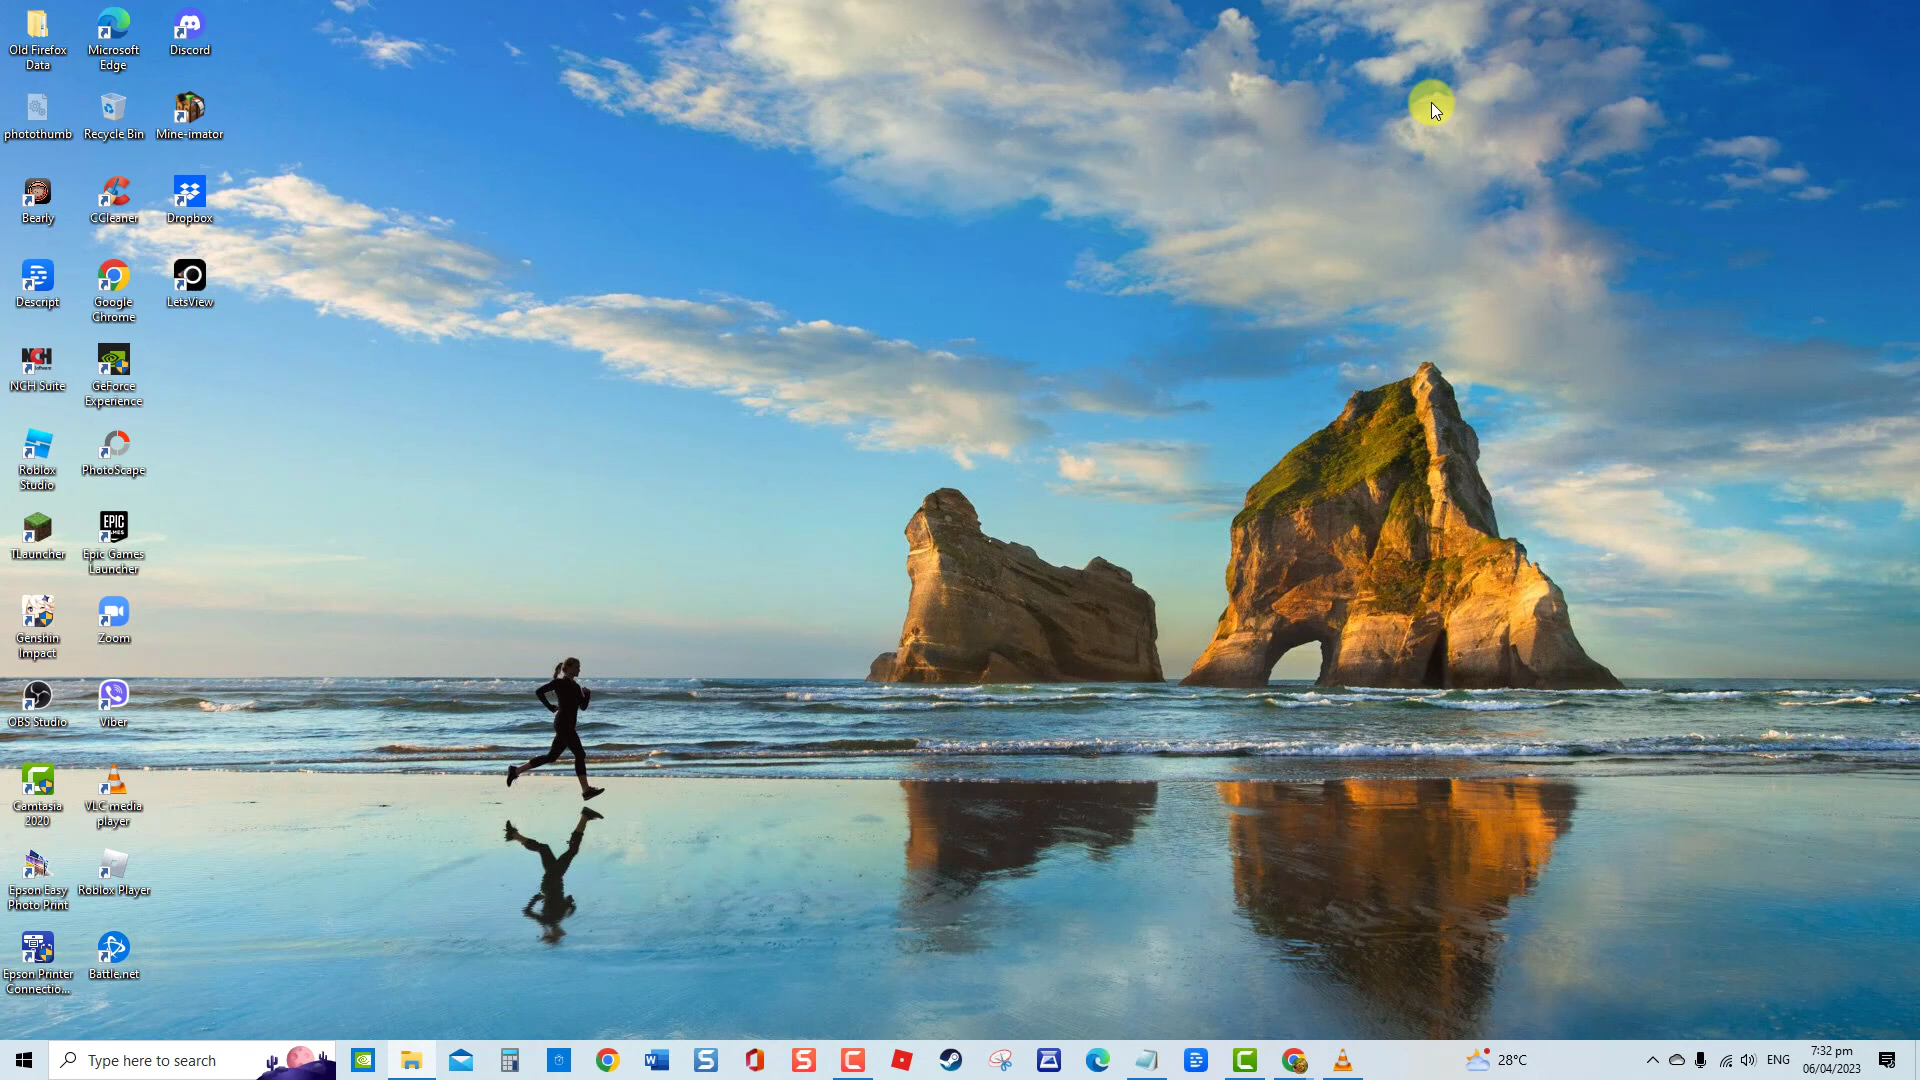 Old Firefox
Data
Microsoft
Edge
Discord
photothumb
Recycle Bin
Mine-imator
Bearly
CCleaner
Dropbox
Descript
Google
Chrome
LetsView
NCH
NCH Suite
GeForce
Experience
Roblox
Studio
PhotoScape
TLauncher
EPIC
GAMES
Epic Games
Launcher
Genshin
Impact
Zoom
OBS Studio
Viber
Camtasia
2020
VLC media
player
Epson Easy
Photo Print
Roblox Player
Epson Printer
Connectio...
Battle.net
Type here to search
28°C
ENG
7:32 pm
06/04/2023